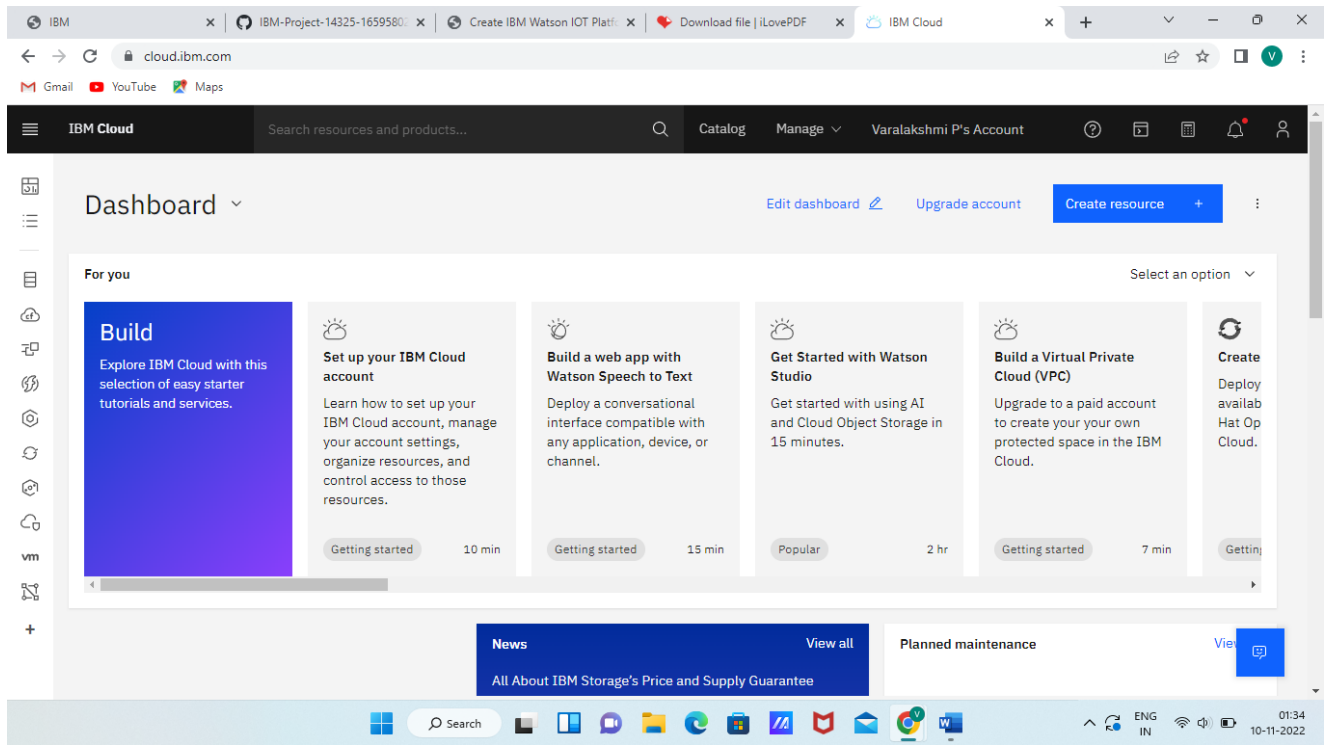 IBM
IBM-Project-14325-16595802
Create IBM Watson IOT Platfo
Download file | iLovePDF
IBM Cloud
cloud.ibm.com
V
Gmail
YouTube
Maps
IBM Cloud
Search resources and products...
Catalog
Manage
Varalakshmi P's Account
Dashboard
Edit dashboard
Upgrade account
Create resource +
For you
Select an option
Build
Explore IBM Cloud with this
selection of easy starter
tutorials and services.
Set up your IBM Cloud
account
Learn how to set up your
IBM Cloud account, manage
your account settings,
organize resources, and
control access to those
resources.
Getting started
10 min
Build a web app with
Watson Speech to Text
Deploy a conversational
interface compatible with
any application, device, or
channel.
Getting started
15 min
Get Started with Watson
Studio
Get started with using AI
and Cloud Object Storage in
15 minutes.
Popular
2 hr
Build a Virtual Private
Cloud (VPC)
Upgrade to a paid account
to create your your own
protected space in the IBM
Cloud.
Getting started
7 min
Create
Deploy
availab
Hat Op
Cloud.
Getting
vm
News
View all
All About IBM Storage's Price and Supply Guarantee
Planned maintenance
View
Search
ENG
IN
01:34
10-11-2022